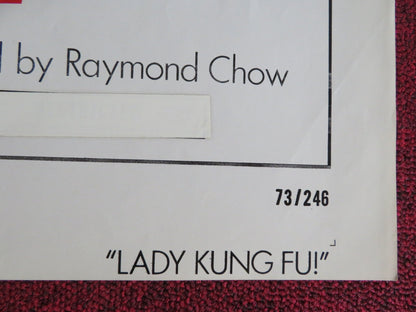 by Raymond Chow
73/246
"LADY KUNG FU!"